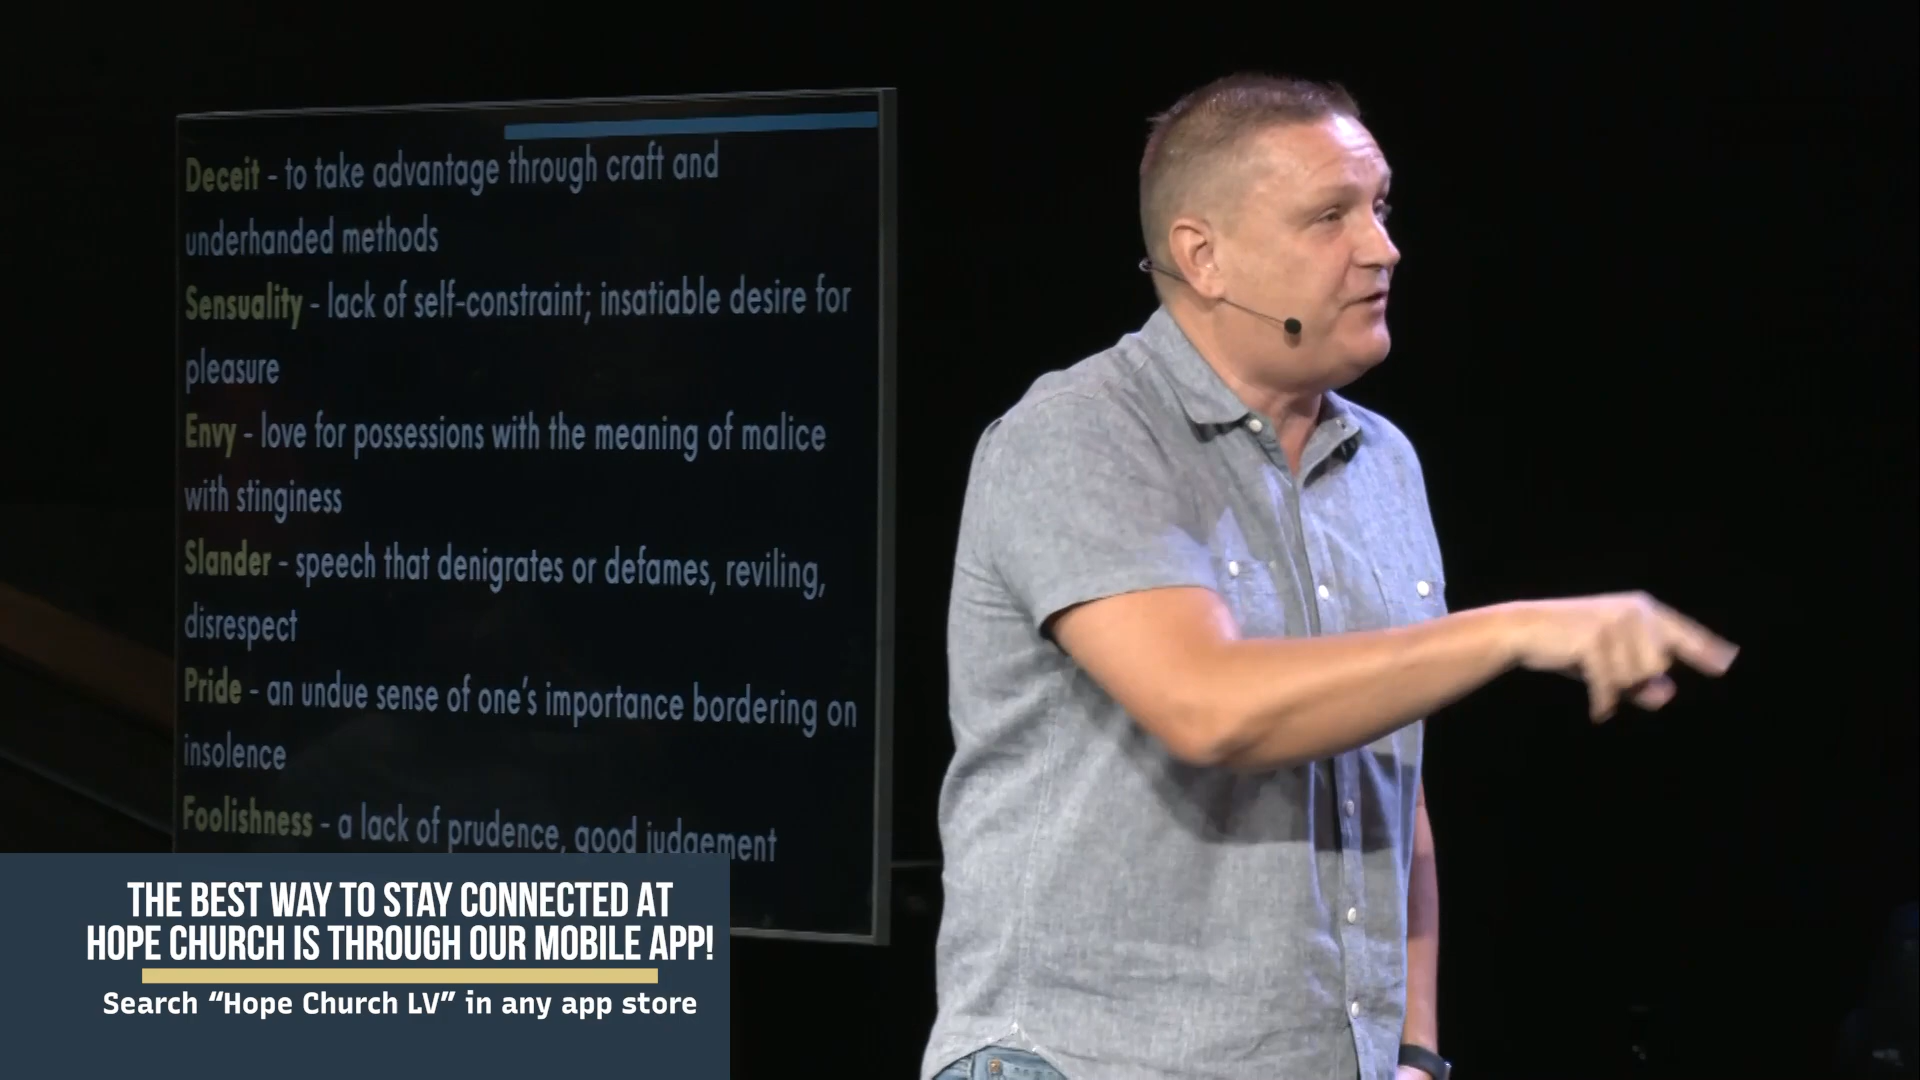 Deceit - to take advantage through craft and
underhanded methods
Sensuality - lack of self-constraint; insatiable desire for
pleasure
Envy - love for possessions with the meaning of malice
with stinginess
Slander - speech that denigrates or defames, reviling,
disrespect
Pride - an undue sense of one's importance bordering on
insolence
Foolishness - a lack of prudence, good judgement
THE BEST WAY TO STAY CONNECTED AT
HOPE CHURCH IS THROUGH OUR MOBILE APP!
Search “Hope Church LV” in any app store